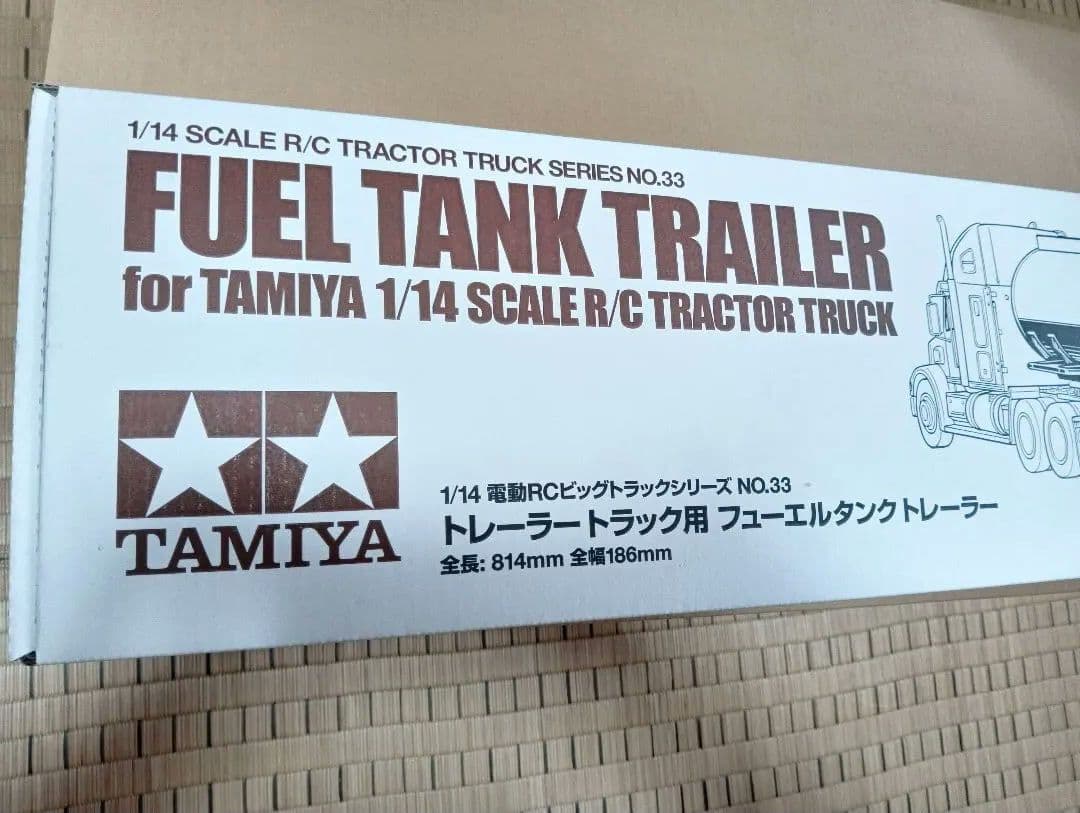 1/14 SCALE R/C TRACTOR TRUCK SERIES NO.33
FUEL TANK TRAILER
for TAMIYA 1/14 SCALE R/C TRACTOR TRUCK
TAMIYA
1/14 電動RCビッグトラックシリーズ NO.33
トレーラートラック用 フューエルタンクトレーラー
全長: 814mm 全幅186mm